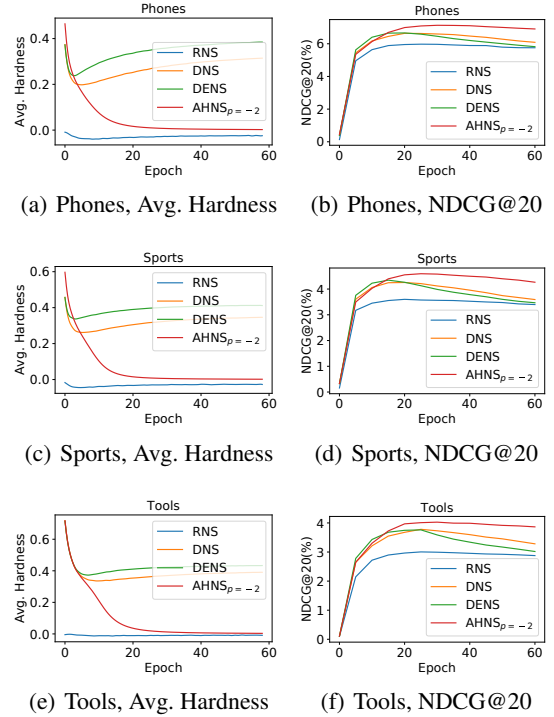 Phones
Avg. Hardness
0.4
0.2
0.0
RNS
DNS
DENS
AHNS_{p=-2}
0 20 40 60
Epoch
(a) Phones, Avg. Hardness
Phones
NDCG@20(%)
6
4
2
0
RNS
DNS
DENS
AHNS_{p=-2}
0 20 40 60
Epoch
(b) Phones, NDCG@20
Sports
Avg. Hardness
0.6
0.4
0.2
0.0
RNS
DNS
DENS
AHNS_{p=-2}
0 20 40 60
Epoch
(c) Sports, Avg. Hardness
Sports
NDCG@20(%)
4
3
2
1
0
RNS
DNS
DENS
AHNS_{p=-2}
0 20 40 60
Epoch
(d) Sports, NDCG@20
Tools
Avg. Hardness
0.6
0.4
0.2
0.0
RNS
DNS
DENS
AHNS_{p=-2}
0 20 40 60
Epoch
(e) Tools, Avg. Hardness
Tools
NDCG@20(%)
4
3
2
1
0
RNS
DNS
DENS
AHNS_{p=-2}
0 20 40 60
Epoch
(f) Tools, NDCG@20